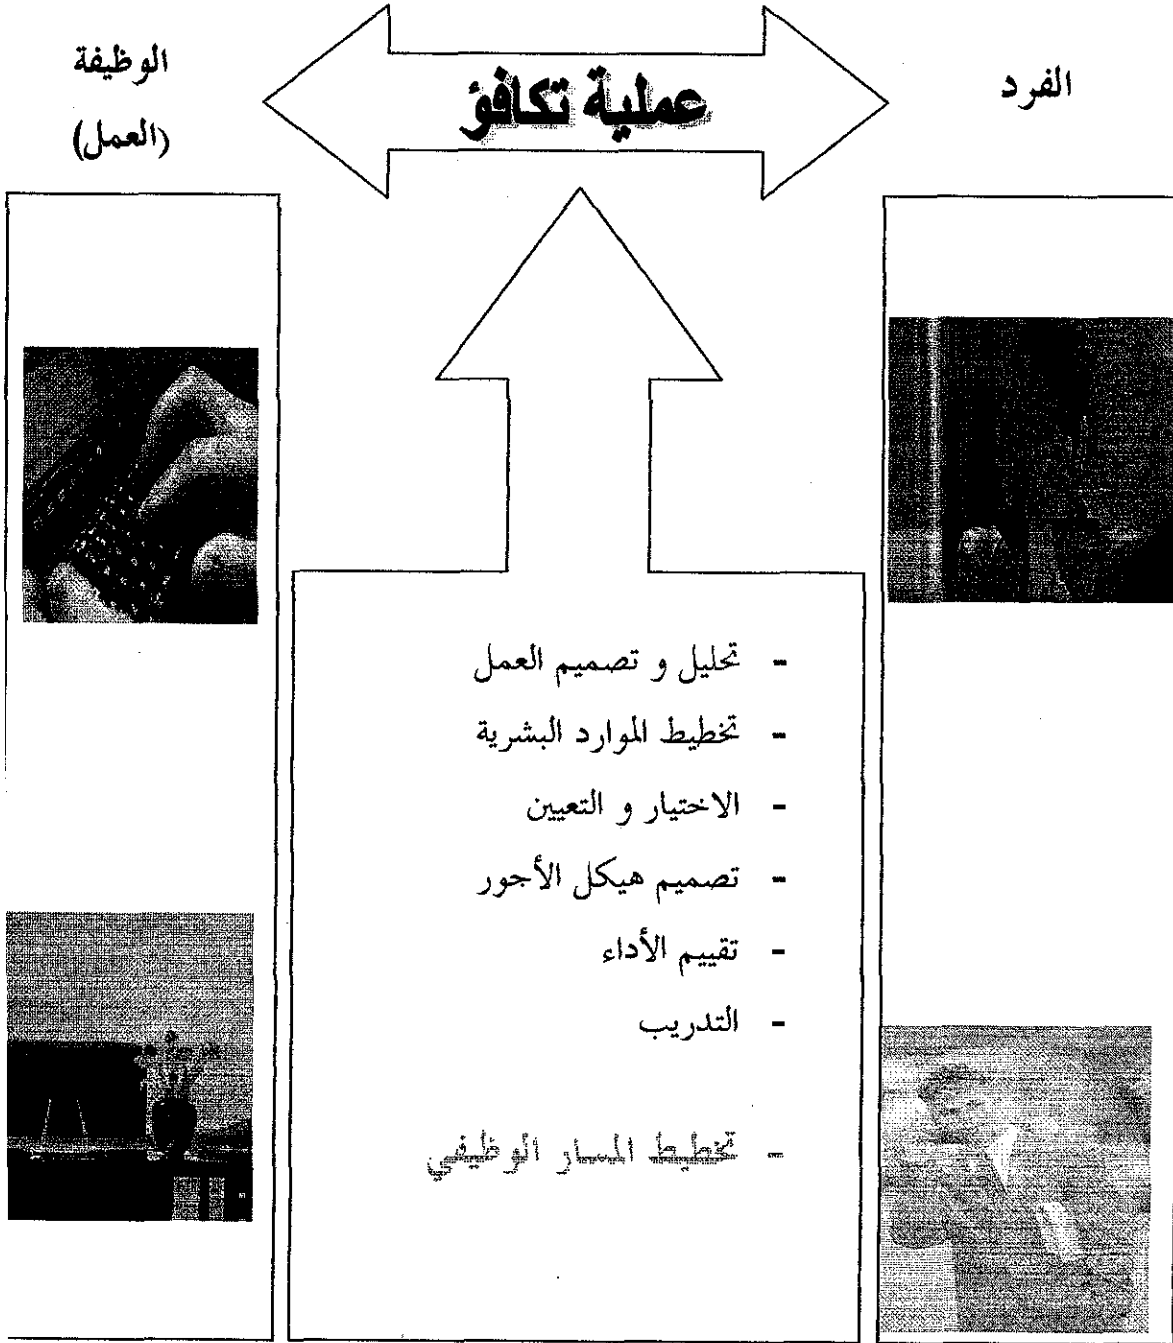 الفرد
عملية تكافؤ
الوظيفة
(العمل)
- تحليل و تصميم العمل
- تخطيط الموارد البشرية
- الاختيار و التعيين
- تصميم هيكل الأجور
- تقييم الأداء
- التدريب
- تخطيط المسار الوظيفي